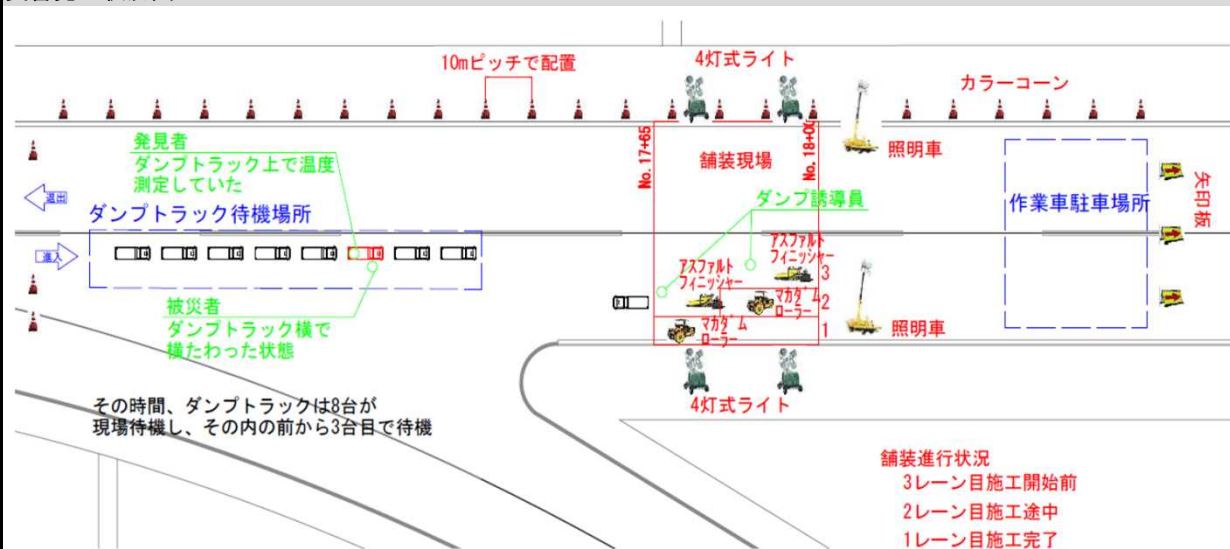 10mピッチで配置
4灯式ライト
カラーコーン
発見者
ダンプトラック上で温度
測定していた
No. 17+65
舗装現場
No. 18+00
照明車
退出
ダンプトラック待機場所
ダンプ誘導員
作業車駐車場所
矢印板
進入
アスファルト
フィニッシャー
3
アスファルト
フィニッシャー
マカダム
ローラー
2
被災者
ダンプトラック横で
横たわった状態
マカダム
ローラー
1
照明車
4灯式ライト
その時間、ダンプトラックは8台が
現場待機し、その内の前から3台目で待機
舗装進行状況
3レーン目施工開始前
2レーン目施工途中
1レーン目施工完了